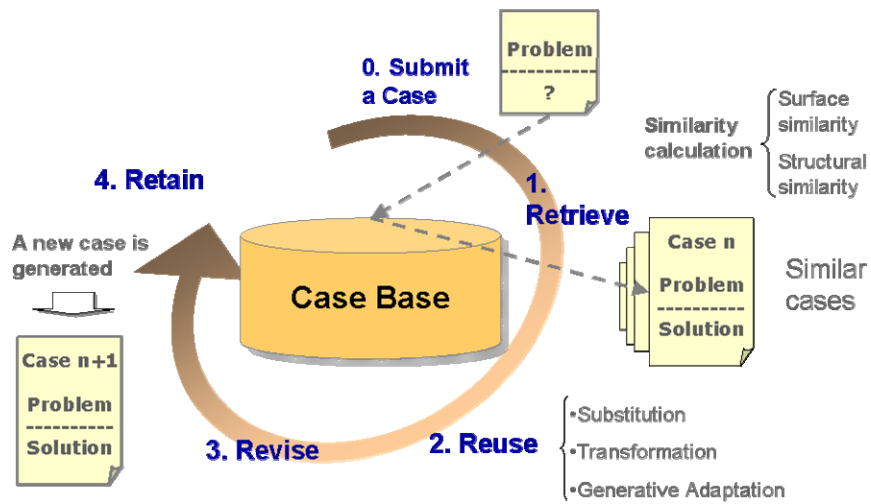 Problem
?
0. Submit
a Case
Similarity
calculation
Surface
similarity
Structural
similarity
1.
Retrieve
Case n
Problem
Solution
Similar
cases
Case Base
2. Reuse
•Substitution
•Transformation
•Generative Adaptation
3. Revise
4. Retain
A new case is
generated
Case n+1
Problem
Solution